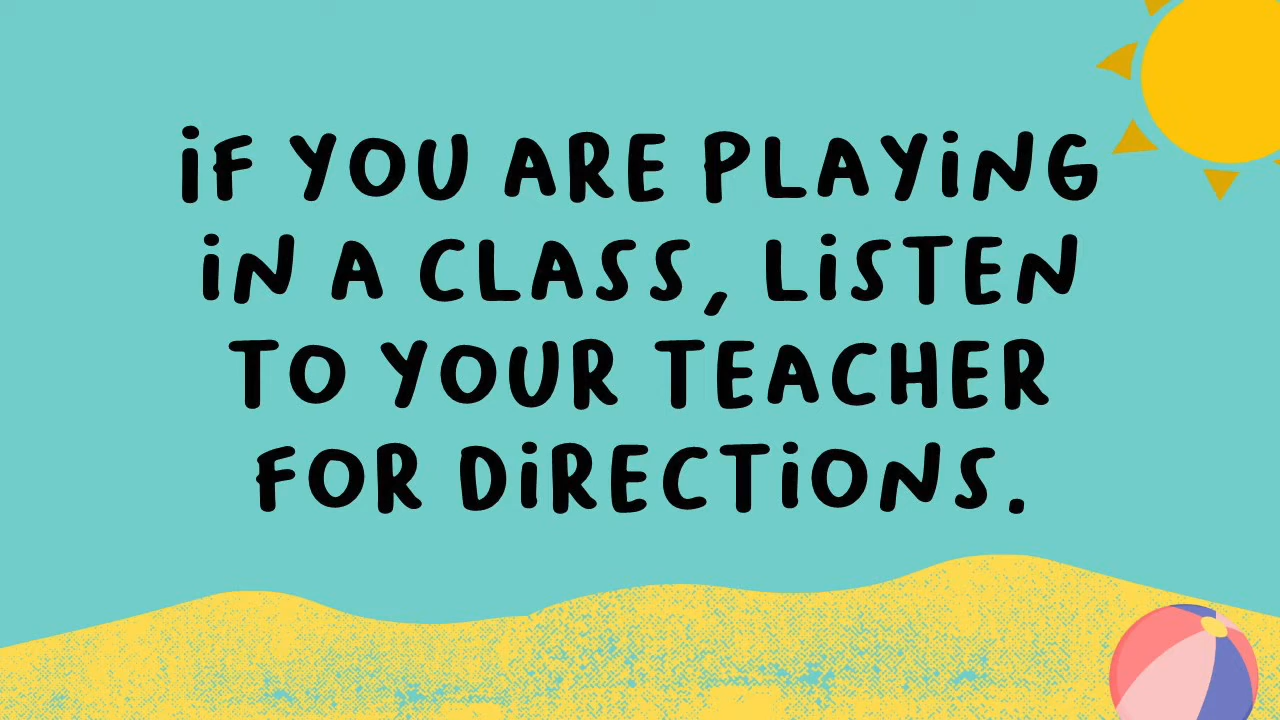 IF YOU ARE PLAYING
IN A CLASS, LISTEN
TO YOUR TEACHER
FOR DIRECTIONS.